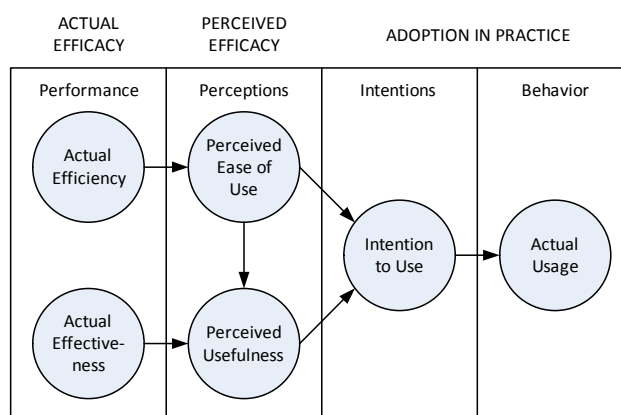 ACTUAL
EFFICACY
PERCEIVED
EFFICACY
ADOPTION IN PRACTICE
Performance
Perceptions
Intentions
Behavior
Actual
Efficiency
Perceived
Ease of
Use
Intention
to Use
Actual
Usage
Actual
Effective-
ness
Perceived
Usefulness